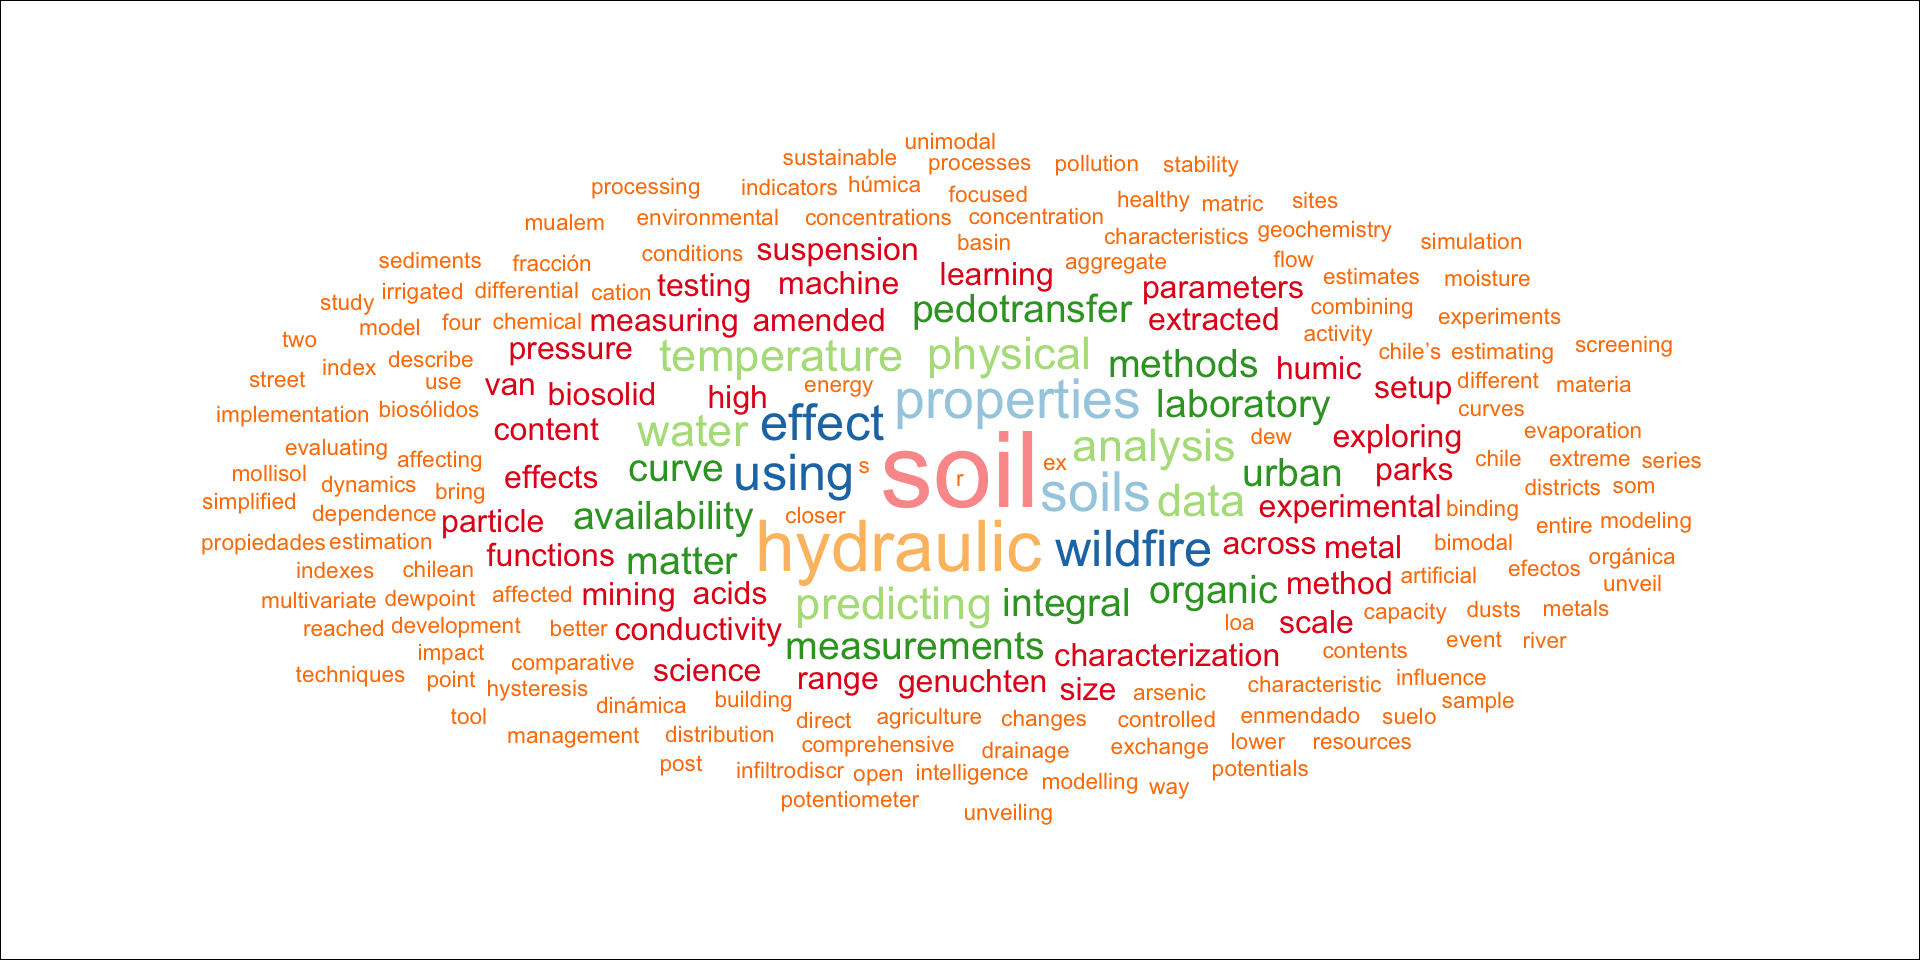 unimodal
sustainable
processes
pollution
stability
processing
indicators
húmica
focused
healthy
matric
sites
mualem
environmental
concentrations
concentration
characteristics
geochemistry
simulation
conditions
suspension
basin
sediments
fracción
aggregate
flow
testing
machine
learning
estimates
moisture
study
irrigated
differential
cation
parameters
combining
model
four
chemical
measuring
amended
pedotransfer
extracted
experiments
two
activity
index
describe
pressure
temperature
physical
methods
chile's
estimating
screening
street
use
van
biosolid
high
energy
humic
setup
different
materia
implementation
biosólidos
properties
laboratory
curves
evaluating
content
water
effect
analysis
dew
exploring
evaporation
mollisol
affecting
curve
using
s
soil
r
ex
urban
parks
chile
extreme
series
simplified
dynamics
bring
effects
soils
data
districts
som
dependence
particle
availability
closer
experimental
binding
entire
modeling
propiedades
estimation
functions
matter
hydraulic
wildfire
across
metal
bimodal
orgánica
indexes
chilean
efectos
unveil
multivariate
dewpoint
affected
mining
acids
predicting
integral
organic
method
artificial
reached
development
better
conductivity
loa
scale
capacity
dusts
metals
impact
comparative
science
measurements
characterization
contents
event
river
techniques
point
hysteresis
range
genuchten
size
arsenic
characteristic
influence
sample
tool
dinámica
building
direct
agriculture
changes
controlled
enmendado
suelo
management
distribution
comprehensive
drainage
exchange
lower
resources
post
infiltrodiscr
open
intelligence
modelling
way
potentials
potentiometer
unveiling